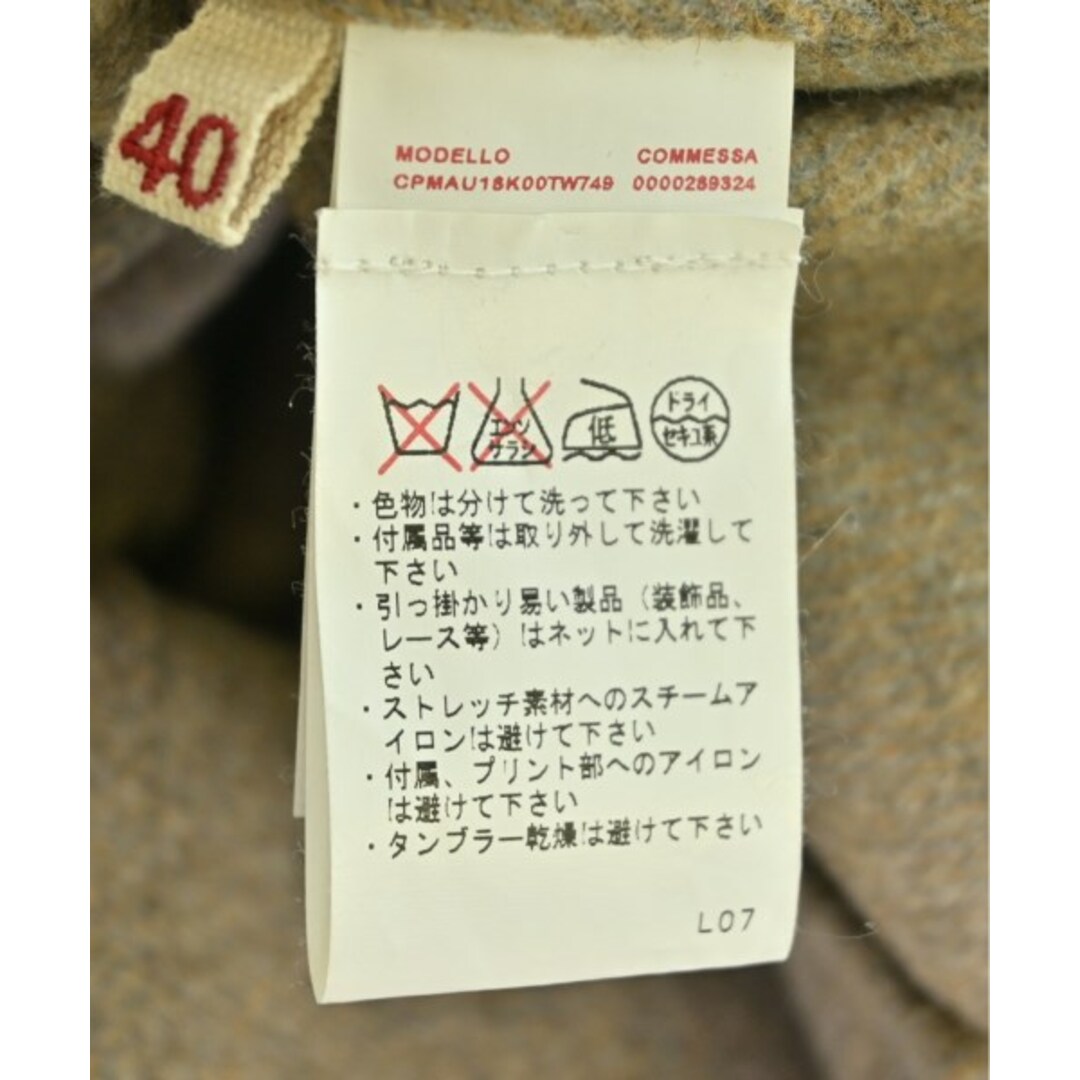 40
MODELLO COMMESSA
CPMAU18K00TW749 0000289324
エンソ
サラシ
低
ドライ
セキユ系
・色物は分けて洗って下さい
・付属品等は取り外して洗濯して
下さい
・引っ掛かり易い製品（装飾品、
レース等）はネットに入れて下
さい
・ストレッチ素材へのスチームア
イロンは避けて下さい
・付属、プリント部へのアイロン
は避けて下さい
・タンブラー乾燥は避けて下さい
L07